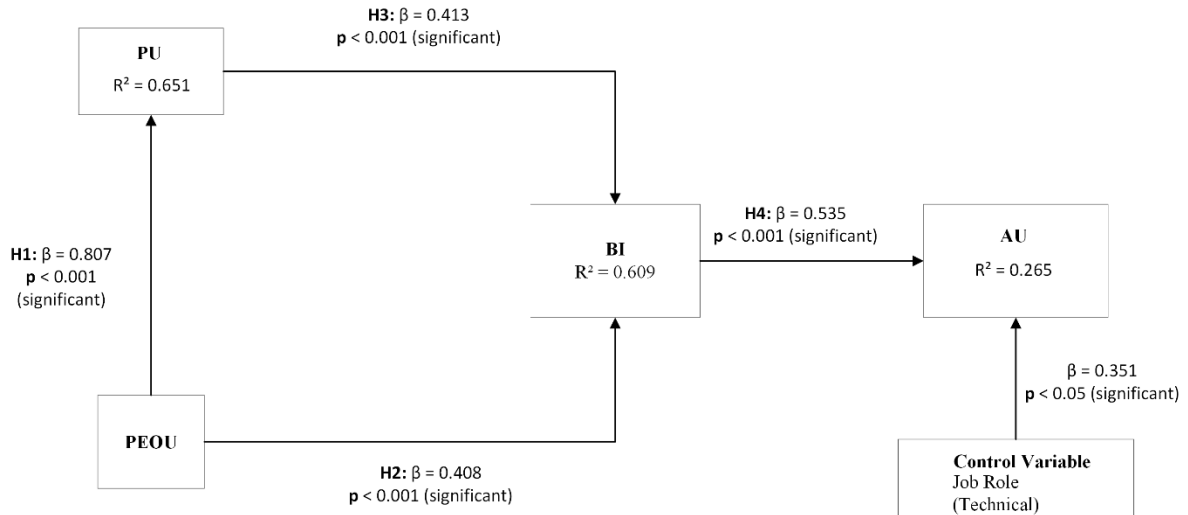 H3: β = 0.413
p < 0.001 (significant)
PU
R² = 0.651
H1: β = 0.807
p < 0.001
(significant)
BI
R² = 0.609
H4: β = 0.535
p < 0.001 (significant)
AU
R² = 0.265
β = 0.351
p < 0.05 (significant)
PEOU
H2: β = 0.408
p < 0.001 (significant)
Control Variable
Job Role
(Technical)